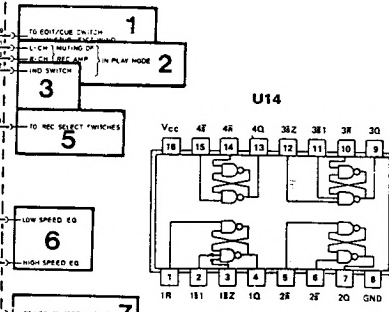 1
TO EDIT/CUE SWITCH
L-CH MUTING OF
R-CH REC AMP IN PLAY MODE
2
IND SWITCH
3
TO REC SELECT SWITCHES
5
LOW SPEED EQ
6
HIGH SPEED EQ
7
U14
Vcc 4S̅ 4R̅ 4Q 3S̅2 3S̅1 3R̅ 3Q
16 15 14 13 12 11 10 9
1 2 3 4 5 6 7 8
1R 1S̅1 1S̅2 1Q 2R̅ 2S̅ 2Q GND